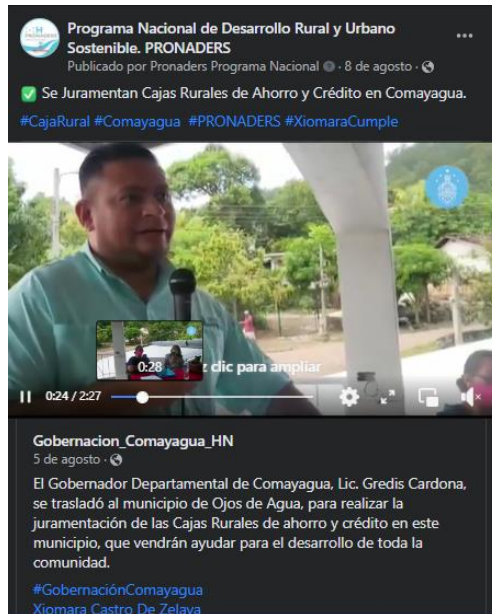 Programa Nacional de Desarrollo Rural y Urbano
Sostenible. PRONADERS
Publicado por Pronaders Programa Nacional · 8 de agosto ·
Se Juramentan Cajas Rurales de Ahorro y Crédito en Comayagua.
#CajaRural #Comayagua #PRONADERS #XiomaraCumple
0:28
clic para ampliar
0:24 / 2:27
Gobernacion_Comayagua_HN
5 de agosto ·
El Gobernador Departamental de Comayagua, Lic. Gredis Cardona,
se trasladó al municipio de Ojos de Agua, para realizar la
juramentación de las Cajas Rurales de ahorro y crédito en este
municipio, que vendrán ayudar para el desarrollo de toda la
comunidad.
#GobernaciónComayagua
Xiomara Castro De Zelaya